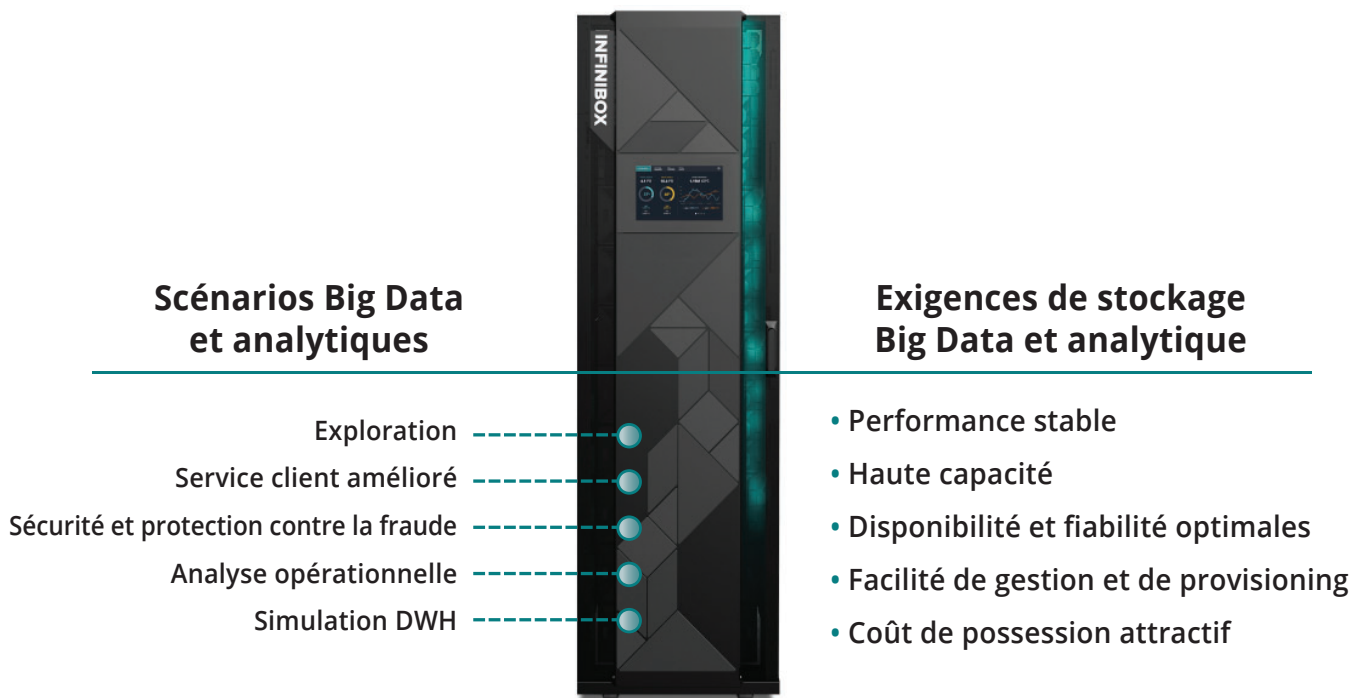 INFINIBOX
Scénarios Big Data
et analytiques
Exploration
Service client amélioré
Sécurité et protection contre la fraude
Analyse opérationnelle
Simulation DWH
Exigences de stockage
Big Data et analytique
• Performance stable
• Haute capacité
• Disponibilité et fiabilité optimales
• Facilité de gestion et de provisioning
• Coût de possession attractif